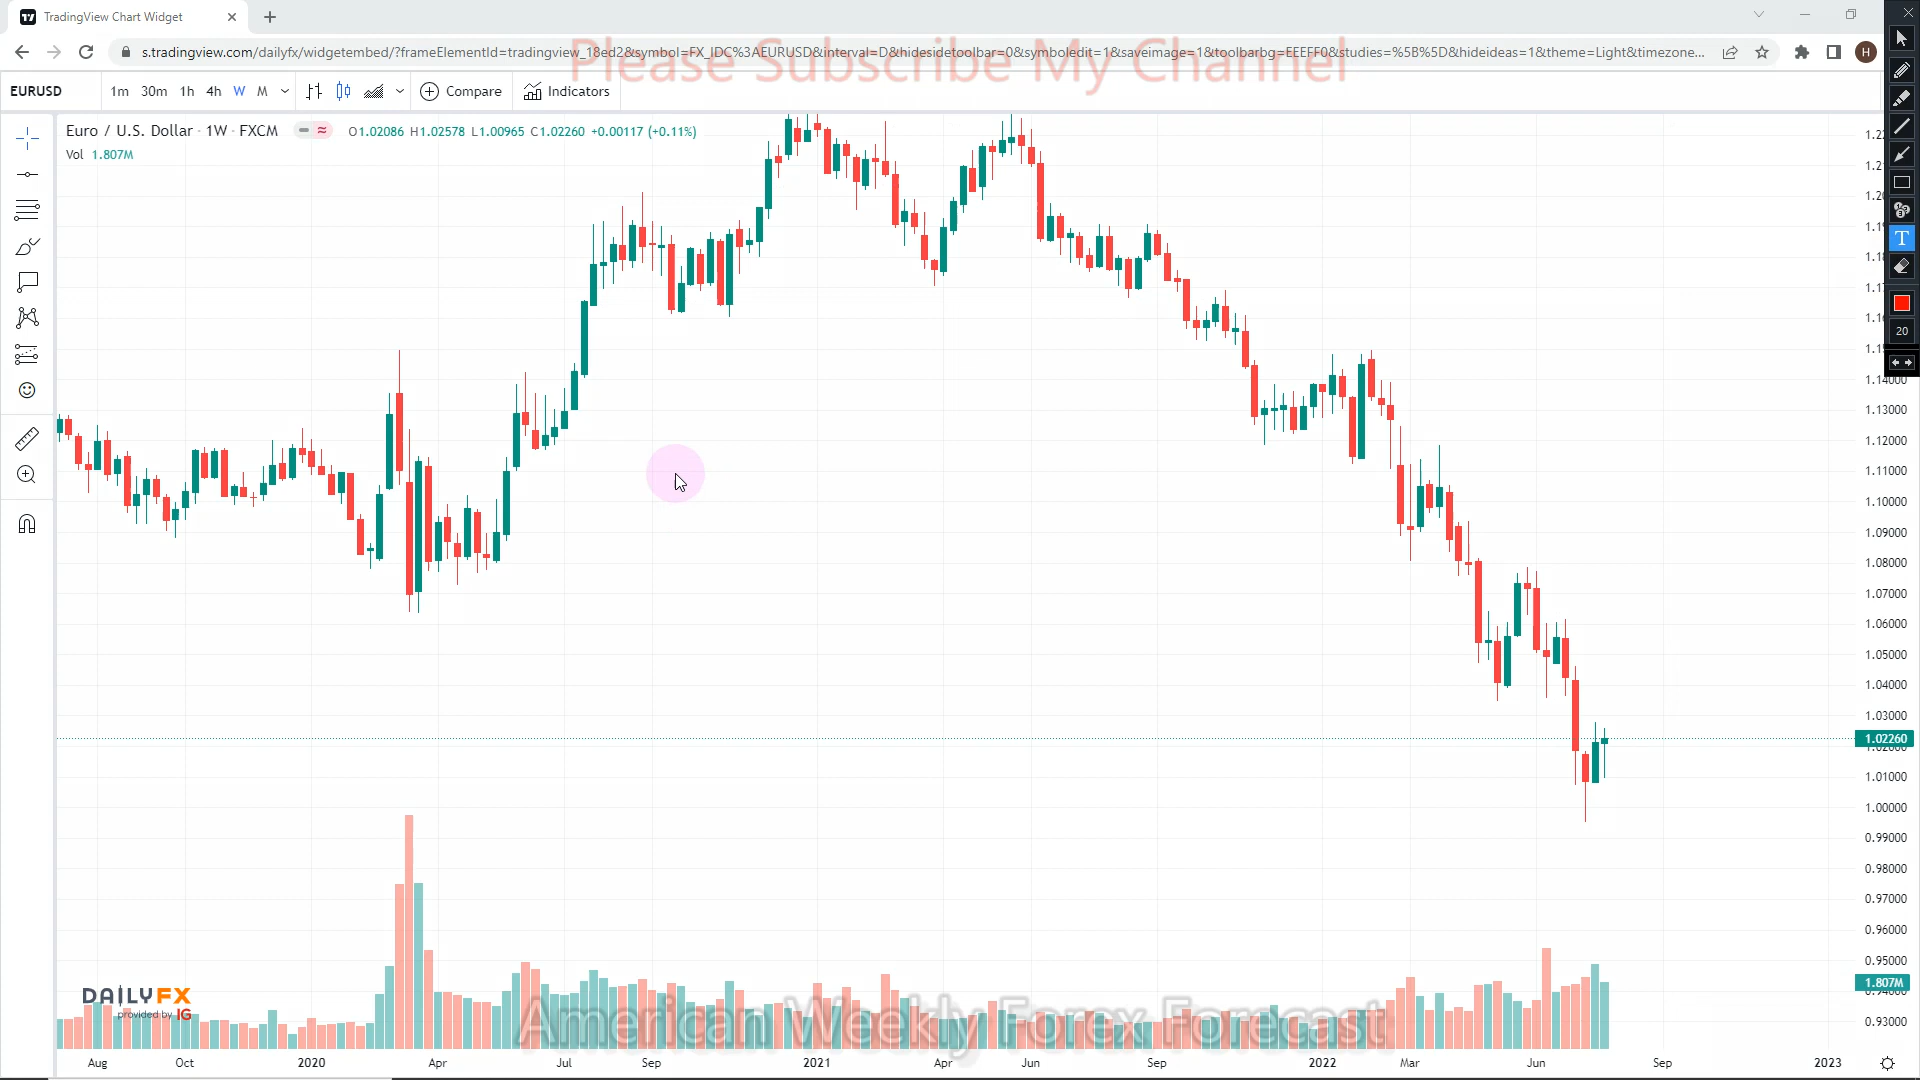 TradingView Chart Widget
s.tradingview.com/dailyfx/widgetembed/?frameElementId=tradingview_18ed2&symbol=FX_IDC%3AEURUSD&interval=D&hidesidetoolbar=0&symboledit=1&saveimage=1&toolbarbg=EEEFF0&studies=%5B%5D&hideideas=1&theme=Light&timezone...
H
Please Subscribe My Channel
EURUSD 1m 30m 1h 4h W M Compare Indicators
Euro / U.S. Dollar · 1W · FXCM O1.02086 H1.02578 L1.00965 C1.02260 +0.00117 (+0.11%)
Vol 1.807M
T
20
1.14000
1.13000
1.12000
1.11000
1.10000
1.09000
1.08000
1.07000
1.06000
1.05000
1.04000
1.03000
1.02260
1.01000
1.00000
0.99000
0.98000
0.97000
0.96000
0.95000
1.807M
0.93000
DAILYFX
provided by IG
American Weekly Forex Forecast
Aug Oct 2020 Apr Jul Sep 2021 Apr Jun Sep 2022 Mar Jun Sep 2023